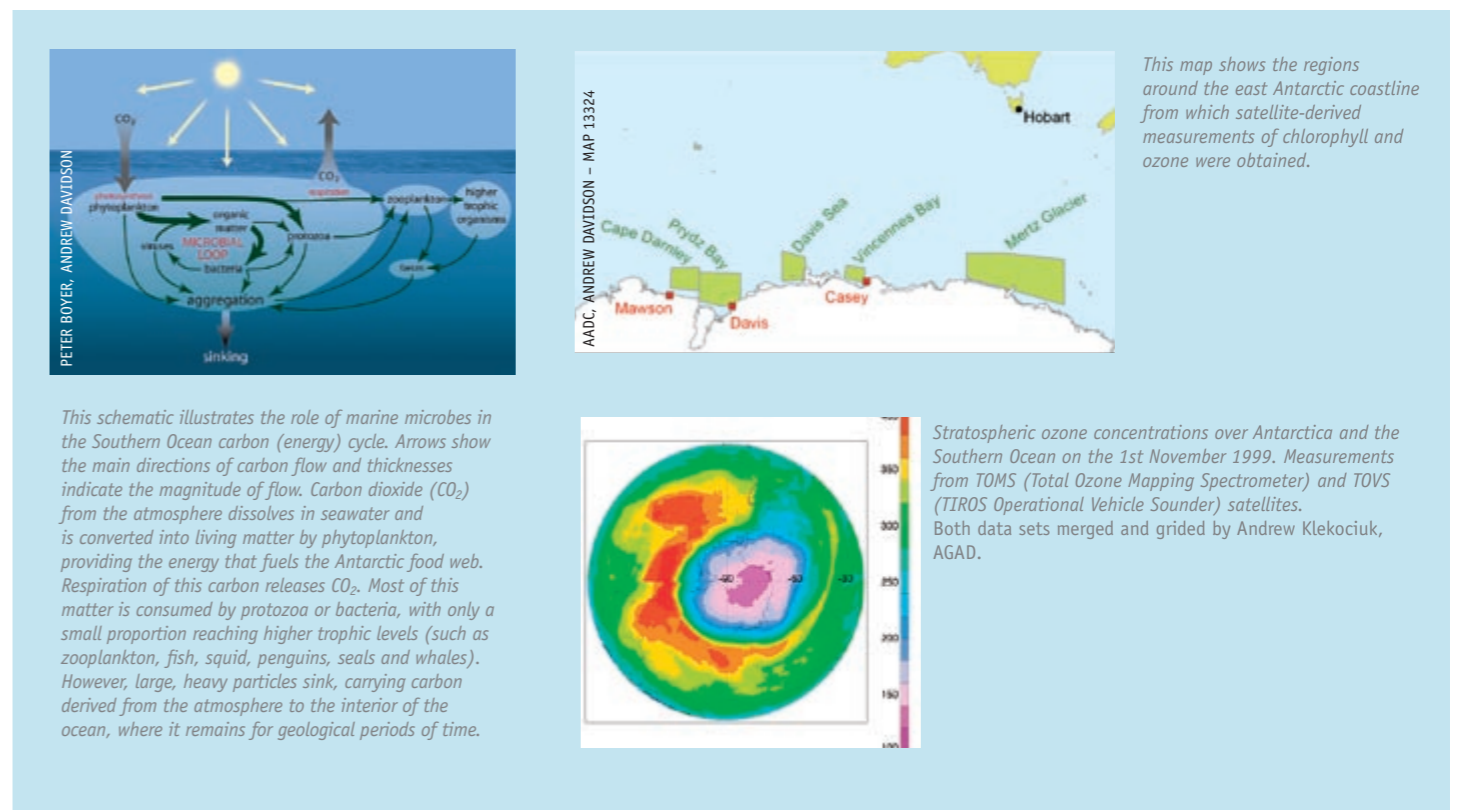 PETER BOYER, ANDREW DAVIDSON
CO₂
CO₂
photosynthesis
respiration
phytoplankton
zooplankton
higher
trophic
organisms
organic
matter
protozoa
viruses
MICROBIAL
LOOP
bacteria
faeces
aggregation
sinking
This schematic illustrates the role of marine microbes in
the Southern Ocean carbon (energy) cycle. Arrows show
the main directions of carbon flow and thicknesses
indicate the magnitude of flow. Carbon dioxide (CO₂)
from the atmosphere dissolves in seawater and
is converted into living matter by phytoplankton,
providing the energy that fuels the Antarctic food web.
Respiration of this carbon releases CO₂. Most of this
matter is consumed by protozoa or bacteria, with only a
small proportion reaching higher trophic levels (such as
zooplankton, fish, squid, penguins, seals and whales).
However, large, heavy particles sink, carrying carbon
derived from the atmosphere to the interior of the
ocean, where it remains for geological periods of time.
AADC, ANDREW DAVIDSON – MAP 13324
Hobart
Cape Darnley
Prydz Bay
Davis Sea
Vincennes Bay
Mertz Glacier
Mawson
Davis
Casey
This map shows the regions
around the east Antarctic coastline
from which satellite-derived
measurements of chlorophyll and
ozone were obtained.
-90
-60
-30
350
300
250
200
150
100
Stratospheric ozone concentrations over Antarctica and the
Southern Ocean on the 1st November 1999. Measurements
from TOMS (Total Ozone Mapping Spectrometer) and TOVS
(TIROS Operational Vehicle Sounder) satellites.
Both data sets merged and grided by Andrew Klekociuk,
AGAD.